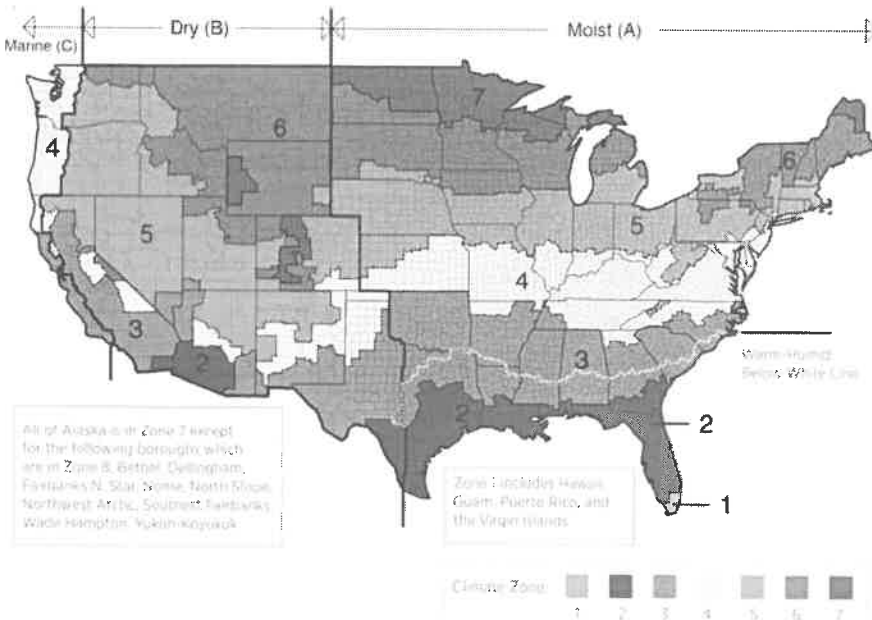 Dry (B)
Moist (A)
Marine (C)
7
6
4
6
5
5
4
3
3
2
Warm-Humid
Below White Line
2
2
1
All of Alaska is in Zone 7 except
for the following boroughs which
are in Zone 8: Bethel, Dellingham,
Fairbanks N. Star, Nome, North Slope,
Northwest Arctic, Southeast Fairbanks,
Wade Hampton, Yukon-Koyukuk
Zone 1 includes Hawaii,
Guam, Puerto Rico, and
the Virgin Islands
Climate Zone:
1 2 3 4 5 6 7